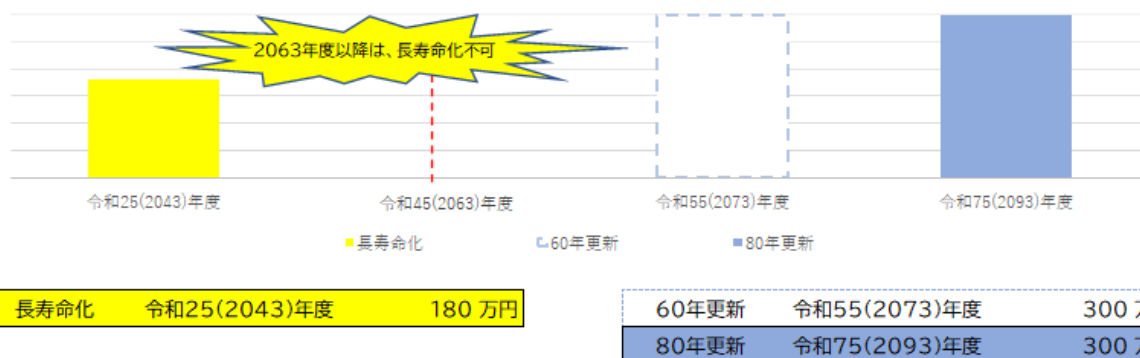 2063年度以降は、長寿命化不可
令和25(2043)年度 令和45(2063)年度 令和55(2073)年度 令和75(2093)年度
長寿命化 60年更新 80年更新
長寿命化 令和25(2043)年度 180 万円
60年更新 令和55(2073)年度 300
80年更新 令和75(2093)年度 300